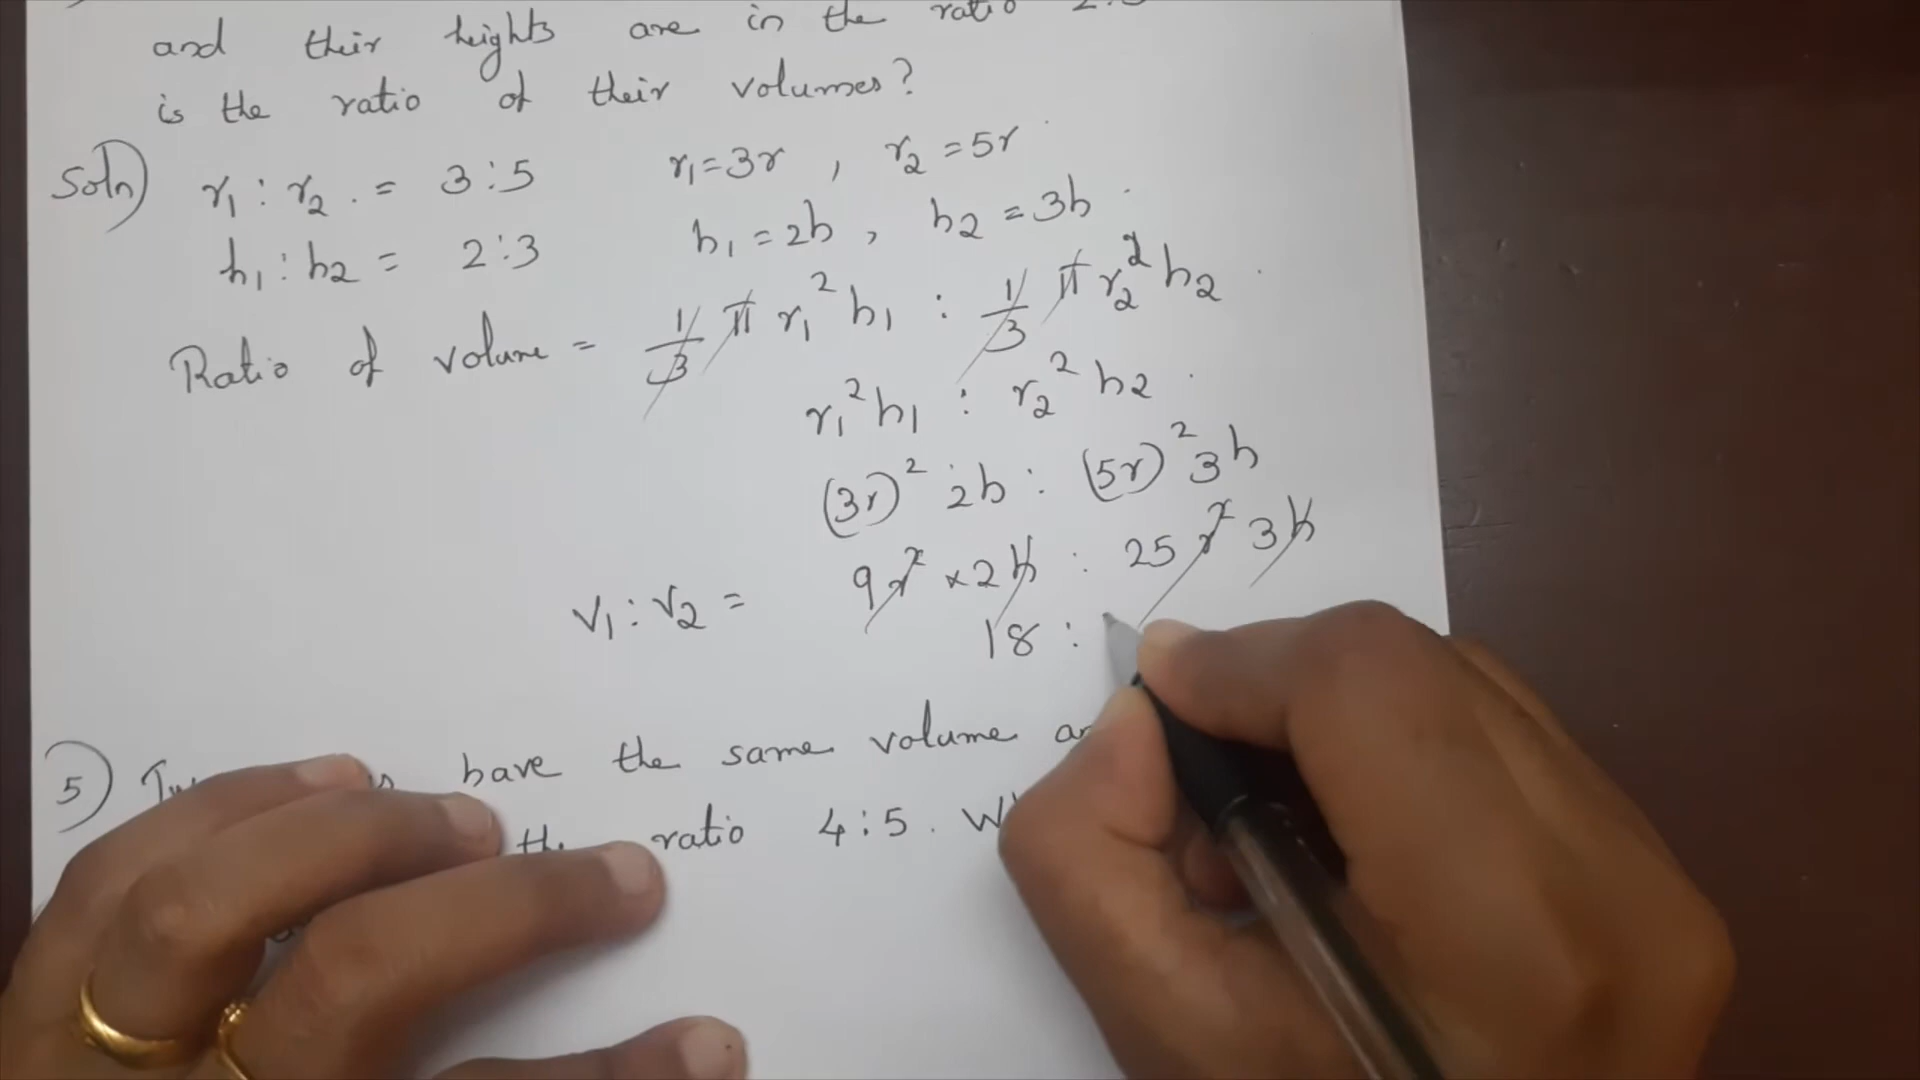 and their heights are in the ratio
is the ratio of their volumes?
Soln) r₁ : r₂ = 3:5 r₁=3r , r₂=5r
h₁ : h₂ = 2:3 h₁=2h , h₂=3h
Ratio of volume = 1/3 π r₁² h₁ : 1/3 π r₂² h₂
r₁² h₁ : r₂² h₂
(3r)² 2h : (5r)² 3h
V₁ : V₂ = 9r² × 2h : 25 r² 3h
18 :
5) have the same volume
the ratio 4:5.